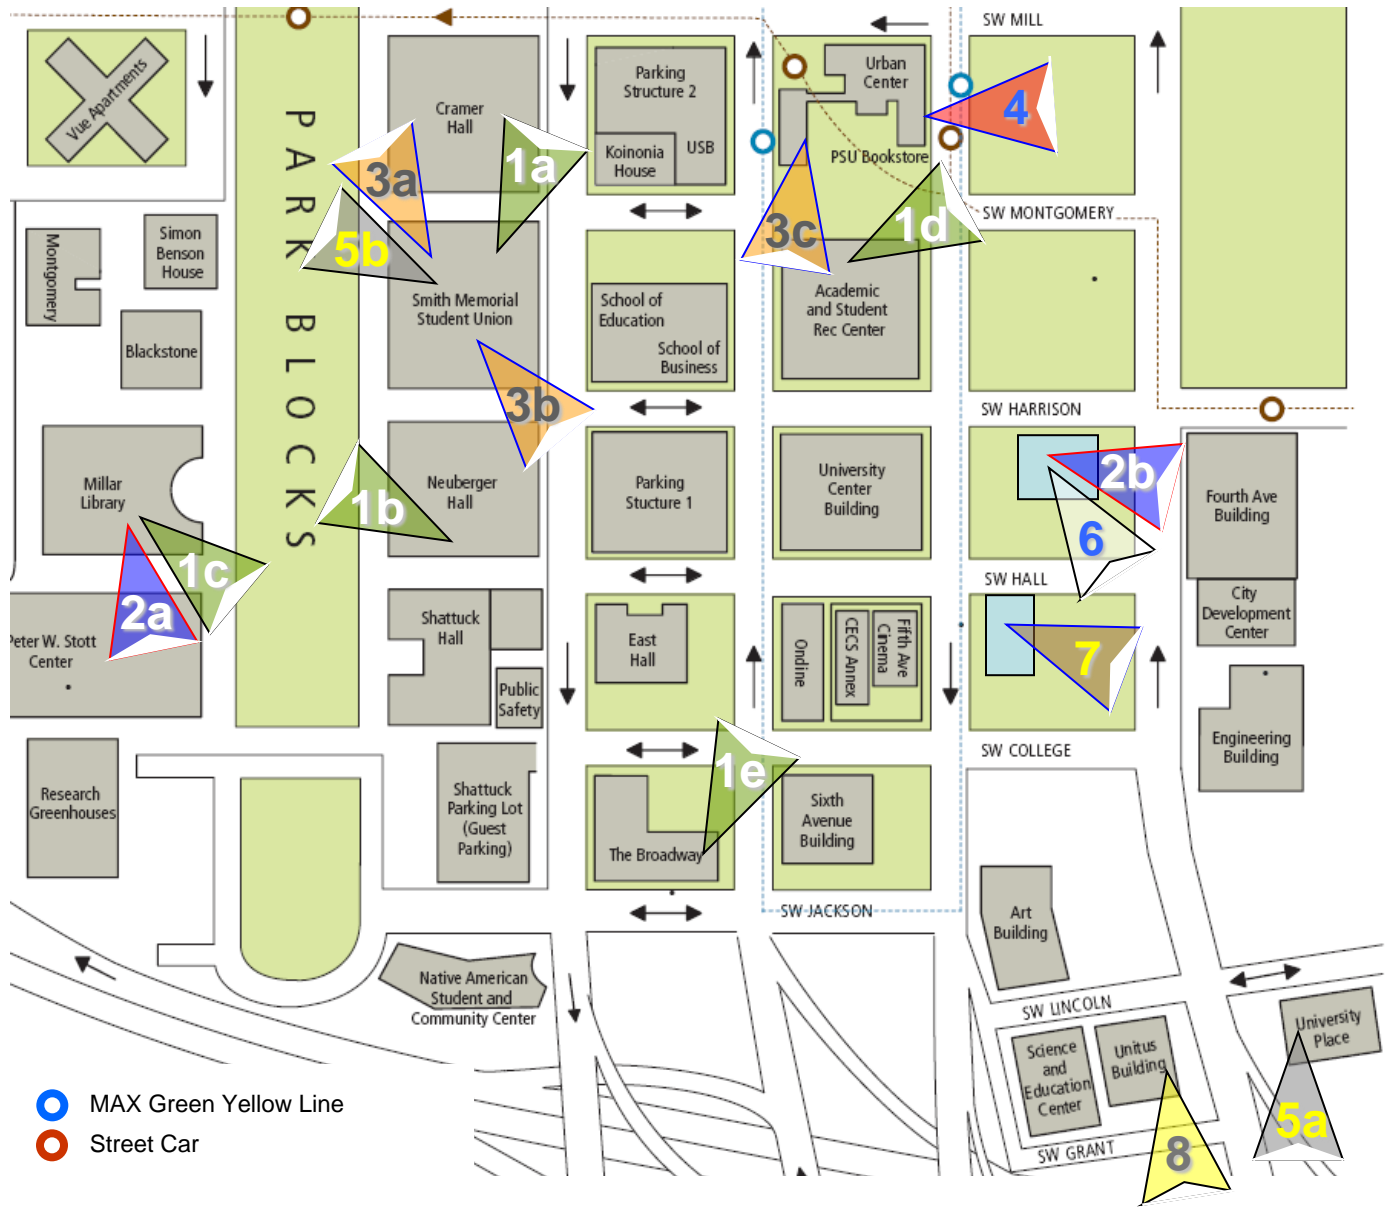 SW MILL
Vue Apartments
PARK BLOCKS
Cramer
Hall
Parking
Structure 2
Koinonia
House
USB
Urban
Center
PSU Bookstore
4
3a
1a
5b
3c
1d
SW MONTGOMERY
Montgomery
Simon
Benson
House
Blackstone
Smith Memorial
Student Union
School of
Education
School of
Business
Academic
and Student
Rec Center
3b
SW HARRISON
Millar
Library
1b
Neuberger
Hall
Parking
Stucture 1
University
Center
Building
2b
6
Fourth Ave
Building
1c
2a
Peter W. Stott
Center
SW HALL
City
Development
Center
Shattuck
Hall
Public
Safety
East
Hall
Ondine
CECS Annex
Fifth Ave
Cinema
7
Engineering
Building
SW COLLEGE
Research
Greenhouses
Shattuck
Parking Lot
(Guest
Parking)
1e
The Broadway
Sixth
Avenue
Building
SW JACKSON
Art
Building
Native American
Student and
Community Center
SW LINCOLN
University
Place
Science
and
Education
Center
Unitus
Building
SW GRANT
5a
8
MAX Green Yellow Line
Street Car